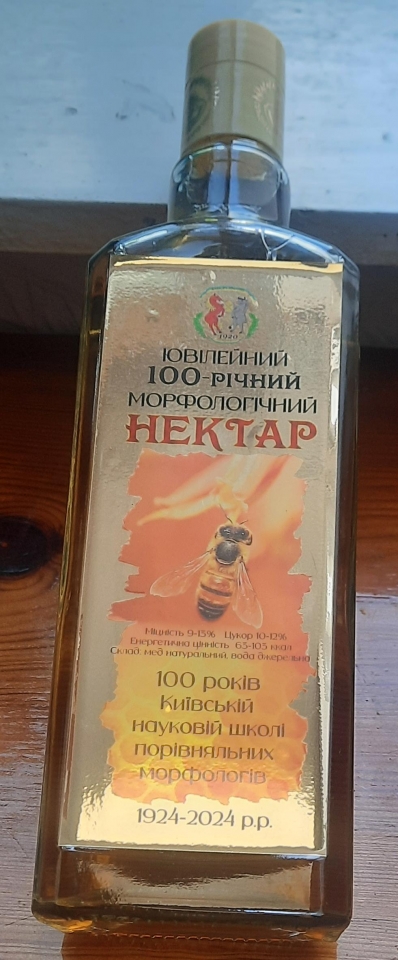 1920
ЮВІЛЕЙНИЙ
100-РІЧНИЙ
МОРФОЛОГІЧНИЙ
НЕКТАР
Міцність 9-15% Цукор 10-12%
Енергетична цінність 65-105 ккал
Склад: мед натуральний, вода джерельна
100 років
Київській
науковій школі
порівняльних
морфологів
1924-2024 р.р.